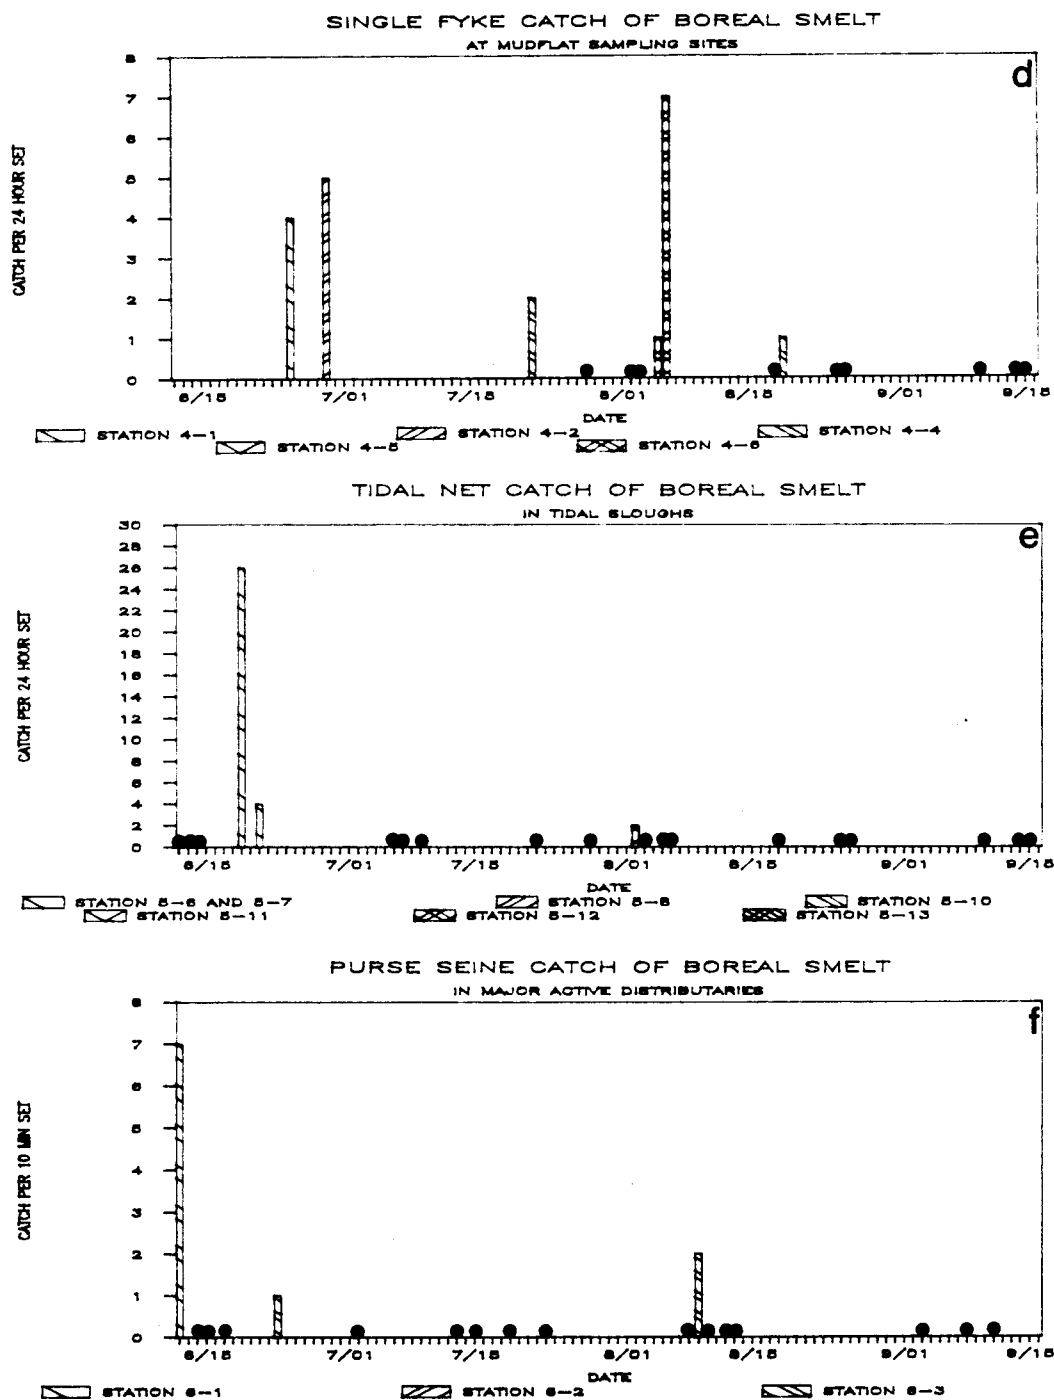 SINGLE FYKE CATCH OF BOREAL SMELT
AT MUDFLAT SAMPLING SITES
d
CATCH PER 24 HOUR SET
8
7
6
5
4
3
2
1
0
6/15 7/01 7/15 8/01 8/15 9/01 9/15
DATE
STATION 4-1 STATION 4-2 STATION 4-4
STATION 4-5 STATION 4-6
TIDAL NET CATCH OF BOREAL SMELT
IN TIDAL SLOUGHS
e
CATCH PER 24 HOUR SET
30
28
26
24
22
20
18
16
14
12
10
8
6
4
2
0
6/15 7/01 7/15 8/01 8/15 9/01 9/15
DATE
STATION 5-6 AND 5-7 STATION 5-8 STATION 5-10
STATION 5-11 STATION 5-12 STATION 5-13
PURSE SEINE CATCH OF BOREAL SMELT
IN MAJOR ACTIVE DISTRIBUTARIES
f
CATCH PER 10 MIN SET
8
7
6
5
4
3
2
1
0
6/15 7/01 7/15 8/01 8/15 9/01 9/15
DATE
STATION 6-1 STATION 6-2 STATION 6-3